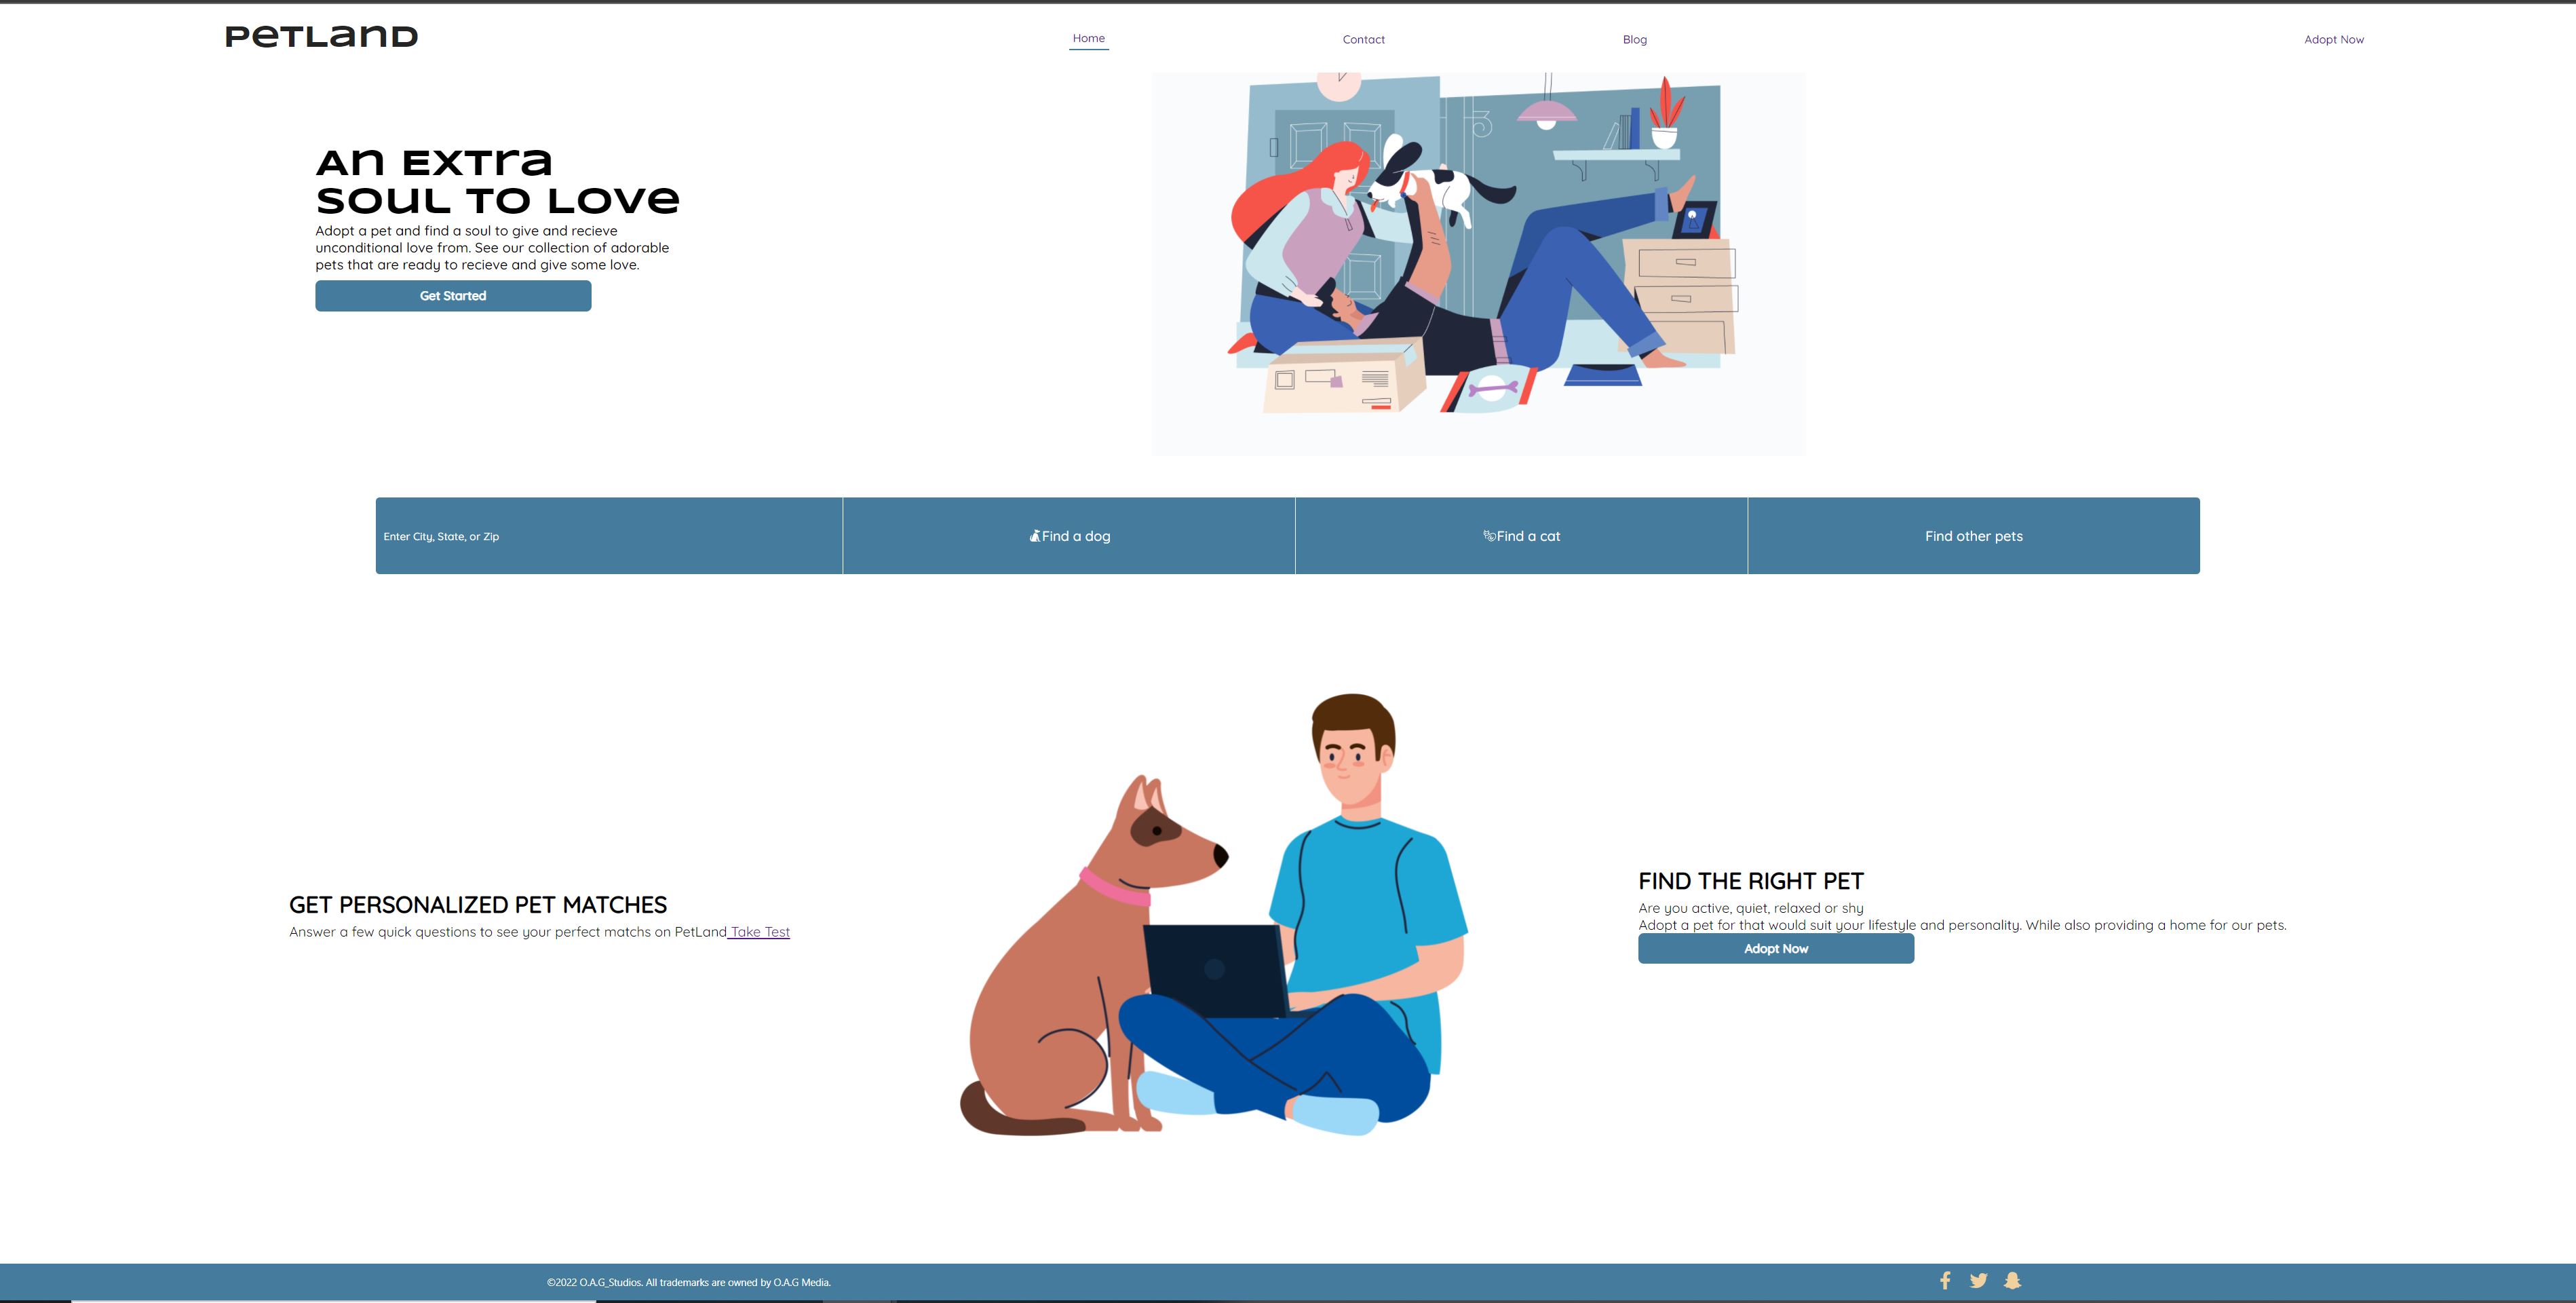 PetLand
Home
Contact
Blog
Adopt Now
An Extra
Soul To Love
Adopt a pet and find a soul to give and recieve
unconditional love from. See our collection of adorable
pets that are ready to recieve and give some love.
Get Started
Enter City, State, or Zip
Find a dog
Find a cat
Find other pets
GET PERSONALIZED PET MATCHES
Answer a few quick questions to see your perfect matchs on PetLand Take Test
FIND THE RIGHT PET
Are you active, quiet, relaxed or shy
Adopt a pet for that would suit your lifestyle and personality. While also providing a home for our pets.
Adopt Now
©2022 O.A.G_Studios. All trademarks are owned by O.A.G Media.